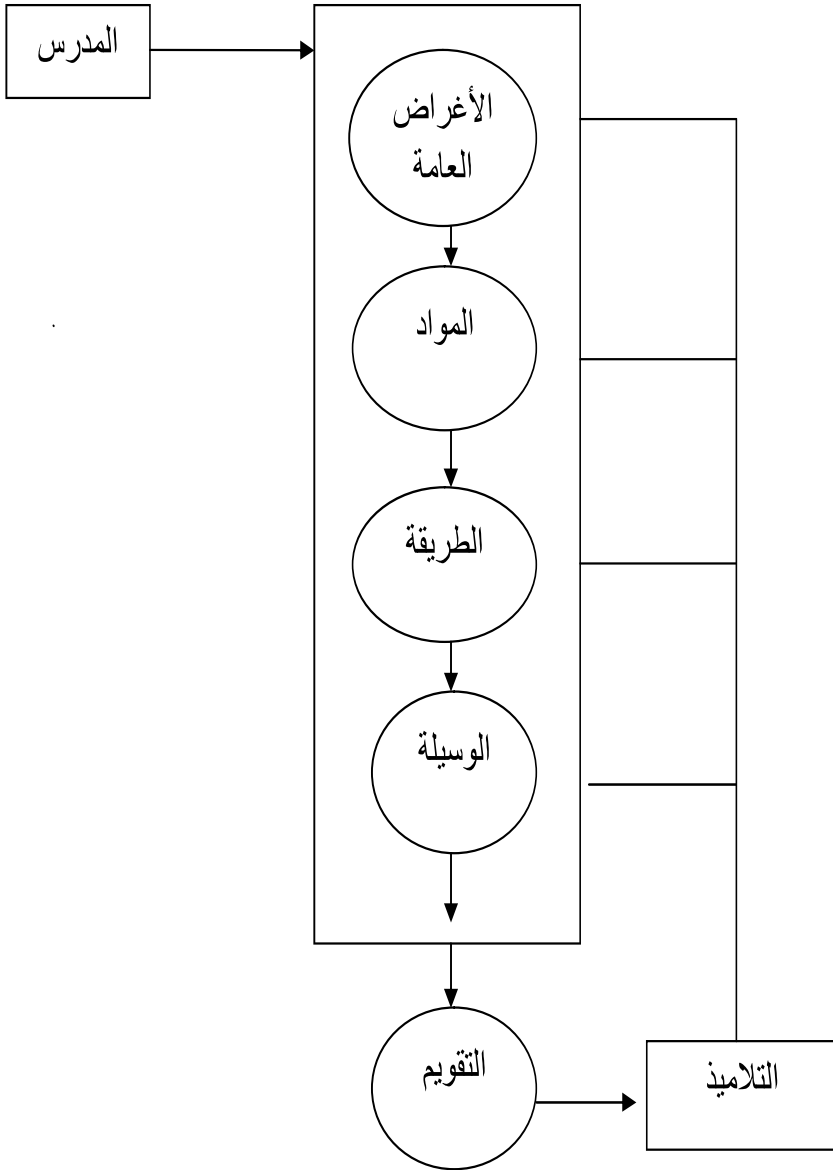 المدرس
الأغراض
العامة
المواد
الطريقة
الوسيلة
التقويم
التلاميذ